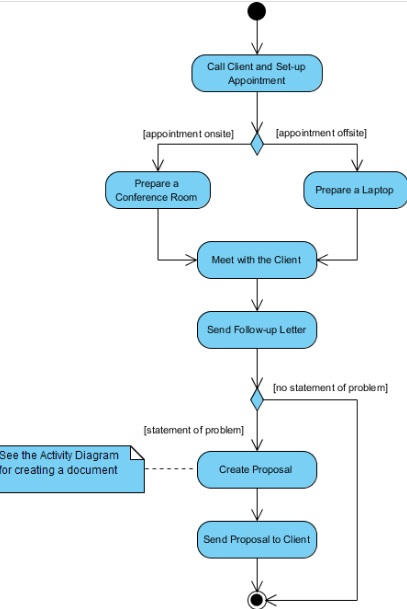 Call Client and Set-up
Appointment
[appointment onsite]
[appointment offsite]
Prepare a
Conference Room
Prepare a Laptop
Meet with the Client
Send Follow-up Letter
[no statement of problem]
[statement of problem]
See the Activity Diagram
for creating a document
Create Proposal
Send Proposal to Client